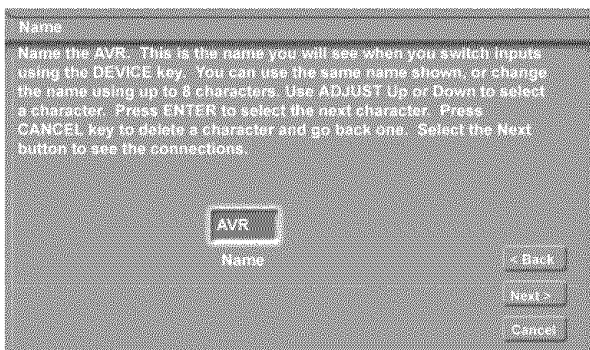 Name
Name the AVR. This is the name you will see when you switch inputs
using the DEVICE key. You can use the same name shown, or change
the name using up to 8 characters. Use ADJUST Up or Down to select
a character. Press ENTER to select the next character. Press
CANCEL key to delete a character and go back one. Select the Next
button to see the connections.
AVR
Name
< Back
Next >
Cancel